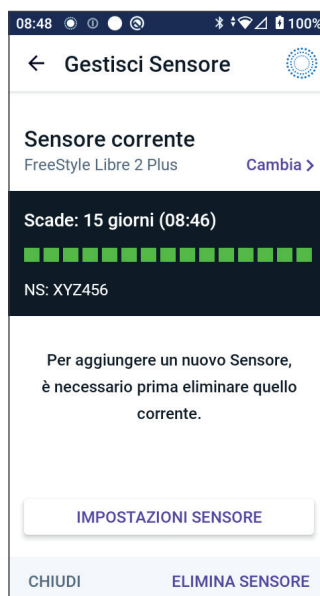 08:48 100%
Gestisci Sensore
Sensore corrente
FreeStyle Libre 2 Plus Cambia >
Scade: 15 giorni (08:46)
NS: XYZ456
Per aggiungere un nuovo Sensore,
è necessario prima eliminare quello
corrente.
IMPOSTAZIONI SENSORE
CHIUDI ELIMINA SENSORE